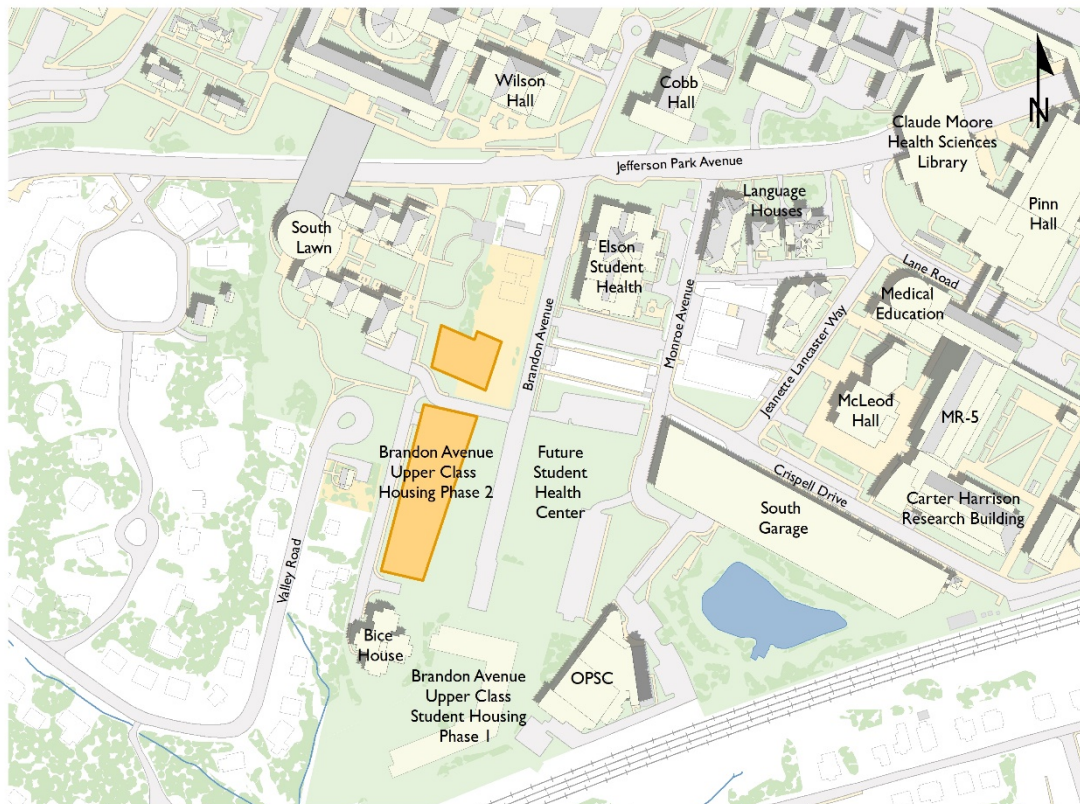 Wilson
Hall
Cobb
Hall
N
Claude Moore
Health Sciences
Library
Jefferson Park Avenue
Pinn
Hall
Language
Houses
South
Lawn
Elson
Student
Health
Lane Road
Medical
Education
Brandon Avenue
Monroe Avenue
Jeanette Lancaster Way
McLeod
Hall
MR-5
Brandon Avenue
Upper Class
Housing Phase 2
Future
Student
Health
Center
Crispell Drive
South
Garage
Carter Harrison
Research Building
Valley Road
Bice
House
Brandon Avenue
Upper Class
Student Housing
Phase 1
OPSC